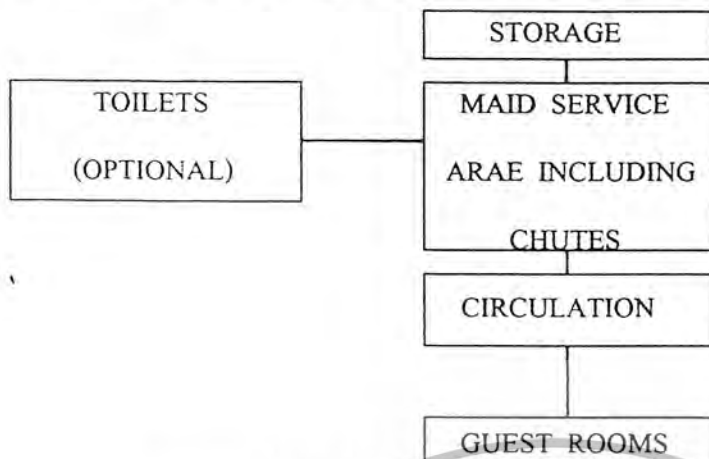 STORAGE
TOILETS
(OPTIONAL)
MAID SERVICE
ARAE INCLUDING
CHUTES
CIRCULATION
GUEST ROOMS